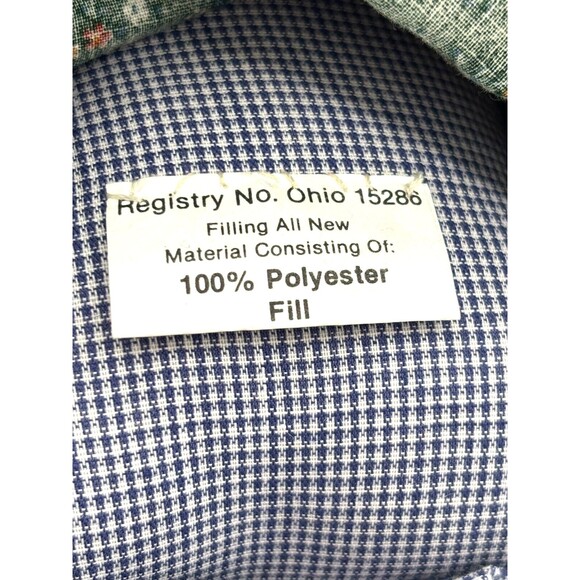 Registry No. Ohio 15286
Filling All New
Material Consisting Of:
100% Polyester
Fill